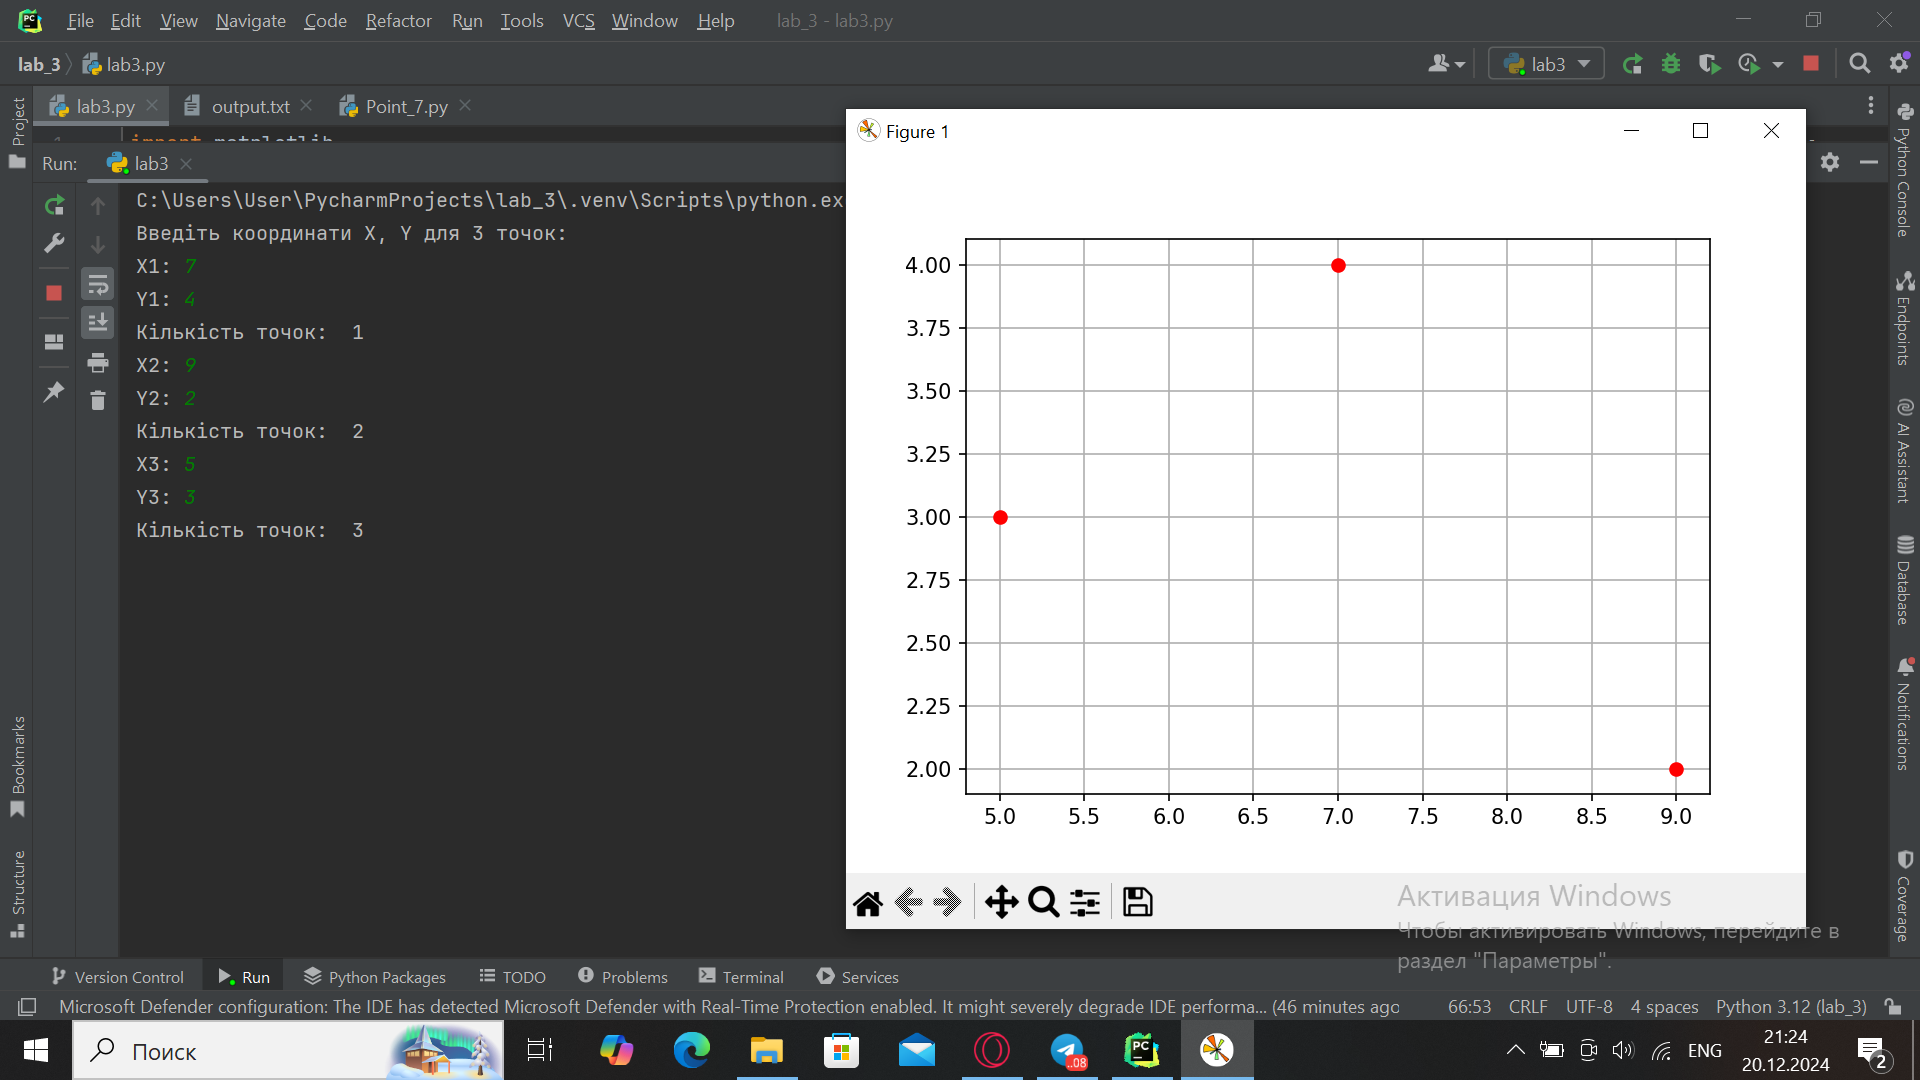 File Edit View Navigate Code Refactor Run Tools VCS Window Help lab_3 - lab3.py
lab_3 lab3.py lab3
lab3.py output.txt Point_7.py
Figure 1
Run: lab3
C:\Users\User\PycharmProjects\lab_3\.venv\Scripts\python.ex
Введіть координати X, Y для 3 точок:
X1: 7
Y1: 4
Кількість точок: 1
X2: 9
Y2: 2
Кількість точок: 2
X3: 5
Y3: 3
Кількість точок: 3
4.00
3.75
3.50
3.25
3.00
2.75
2.50
2.25
2.00
5.0 5.5 6.0 6.5 7.0 7.5 8.0 8.5 9.0
Активация Windows
Чтобы активировать Windows, перейдите в
раздел "Параметры".
Project
Bookmarks
Structure
Python Console
Endpoints
AI Assistant
Database
Notifications
Coverage
Version Control Run Python Packages TODO Problems Terminal Services
Microsoft Defender configuration: The IDE has detected Microsoft Defender with Real-Time Protection enabled. It might severely degrade IDE performa... (46 minutes ago 66:53 CRLF UTF-8 4 spaces Python 3.12 (lab_3)
Поиск
..08
PC
ENG
21:24
20.12.2024
2